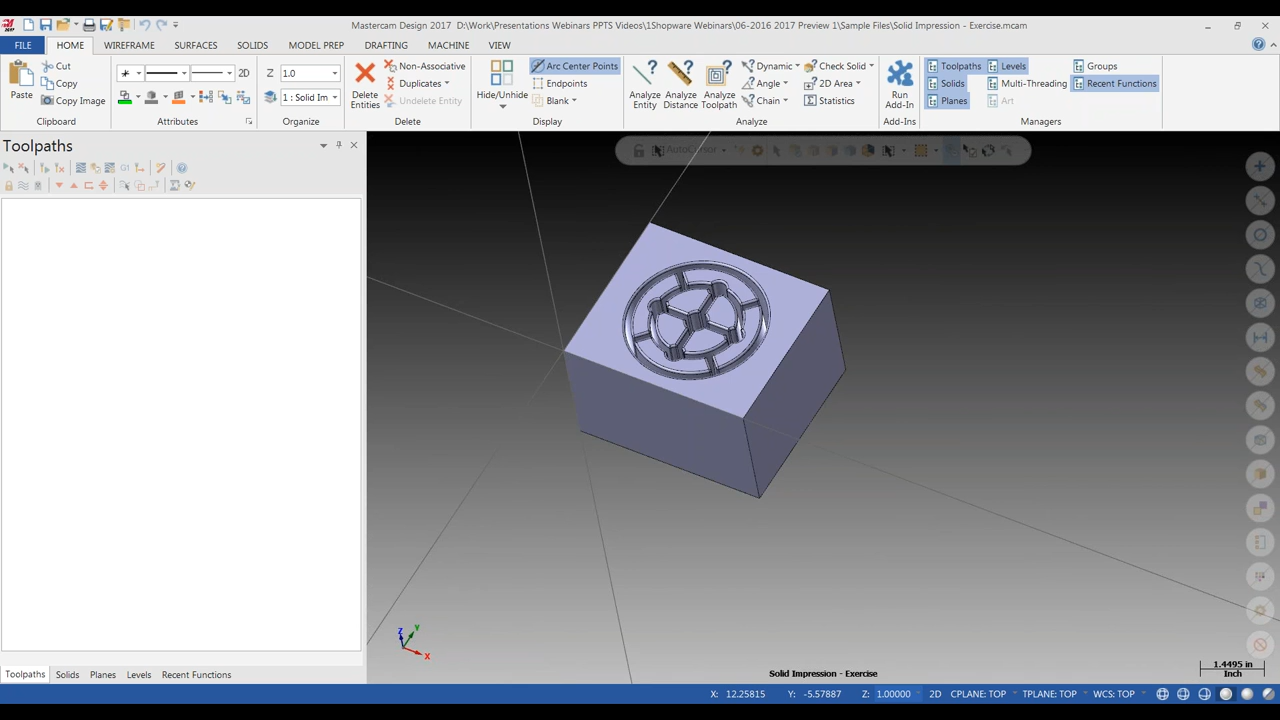 Mastercam Design 2017  D:\Work\Presentations Webinars PPTS Videos\1Shopware Webinars\06-2016 2017 Preview 1\Sample Files\Solid Impression - Exercise.mcam
FILE HOME WIREFRAME SURFACES SOLIDS MODEL PREP DRAFTING MACHINE VIEW
Paste
Cut
Copy
Copy Image
Clipboard
2D
Attributes
Z 1.0
1 : Solid Im
Organize
Delete Entities
Non-Associative
Duplicates
Undelete Entity
Delete
Hide/Unhide
Arc Center Points
Endpoints
Blank
Display
Analyze Entity
Analyze Distance
Analyze Toolpath
Dynamic
Angle
Chain
Check Solid
2D Area
Statistics
Analyze
Run Add-In
Add-Ins
Toolpaths
Solids
Planes
Levels
Multi-Threading
Art
Groups
Recent Functions
Managers
Toolpaths
G1
AutoCursor
Z
Y
X
Solid Impression - Exercise
1.4495 in
Inch
Toolpaths Solids Planes Levels Recent Functions
X: 12.25815 Y: -5.57887 Z: 1.00000 2D CPLANE: TOP TPLANE: TOP WCS: TOP